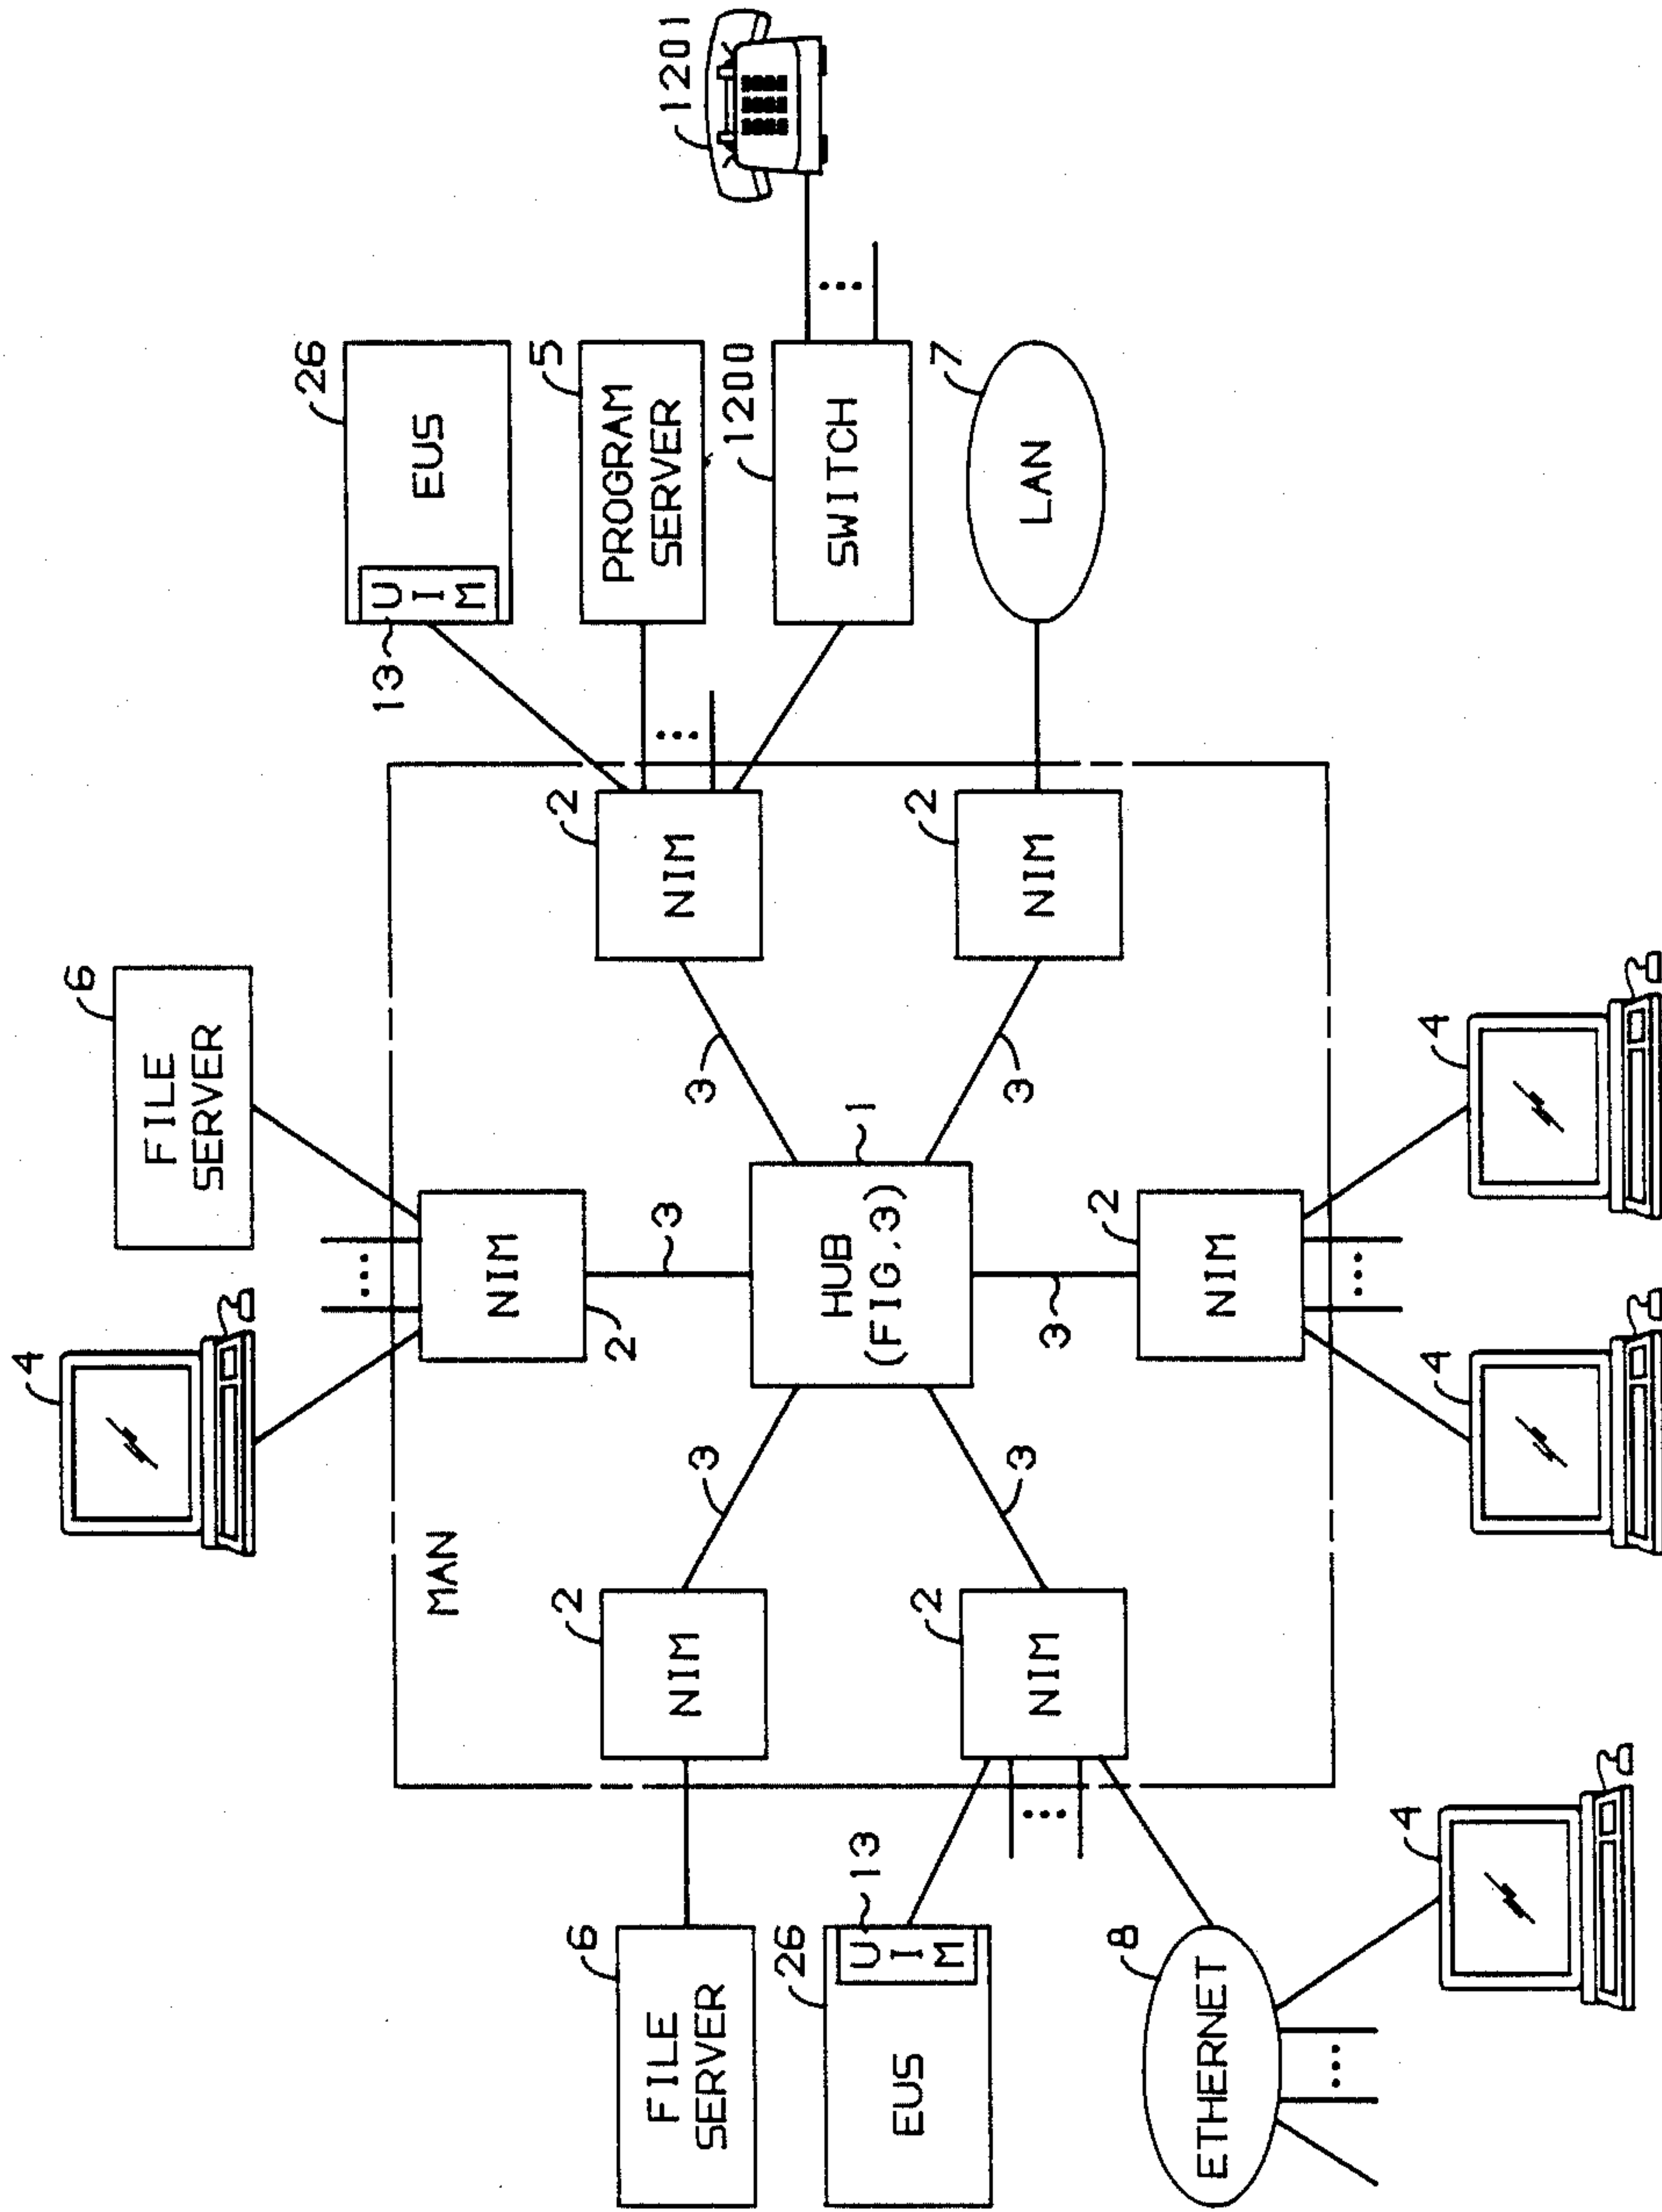 4
6
FILE
SERVER
26
13
U
I
M
EUS
MAN
NIM
2
3
5
PROGRAM
SERVER
6
FILE
SERVER
2
NIM
3
2
NIM
3
1200
SWITCH
1201
26
EUS
13
U
I
M
HUB
(FIG.3)
1
2
NIM
3
2
NIM
3
7
LAN
3
2
NIM
8
ETHERNET
4
4
4